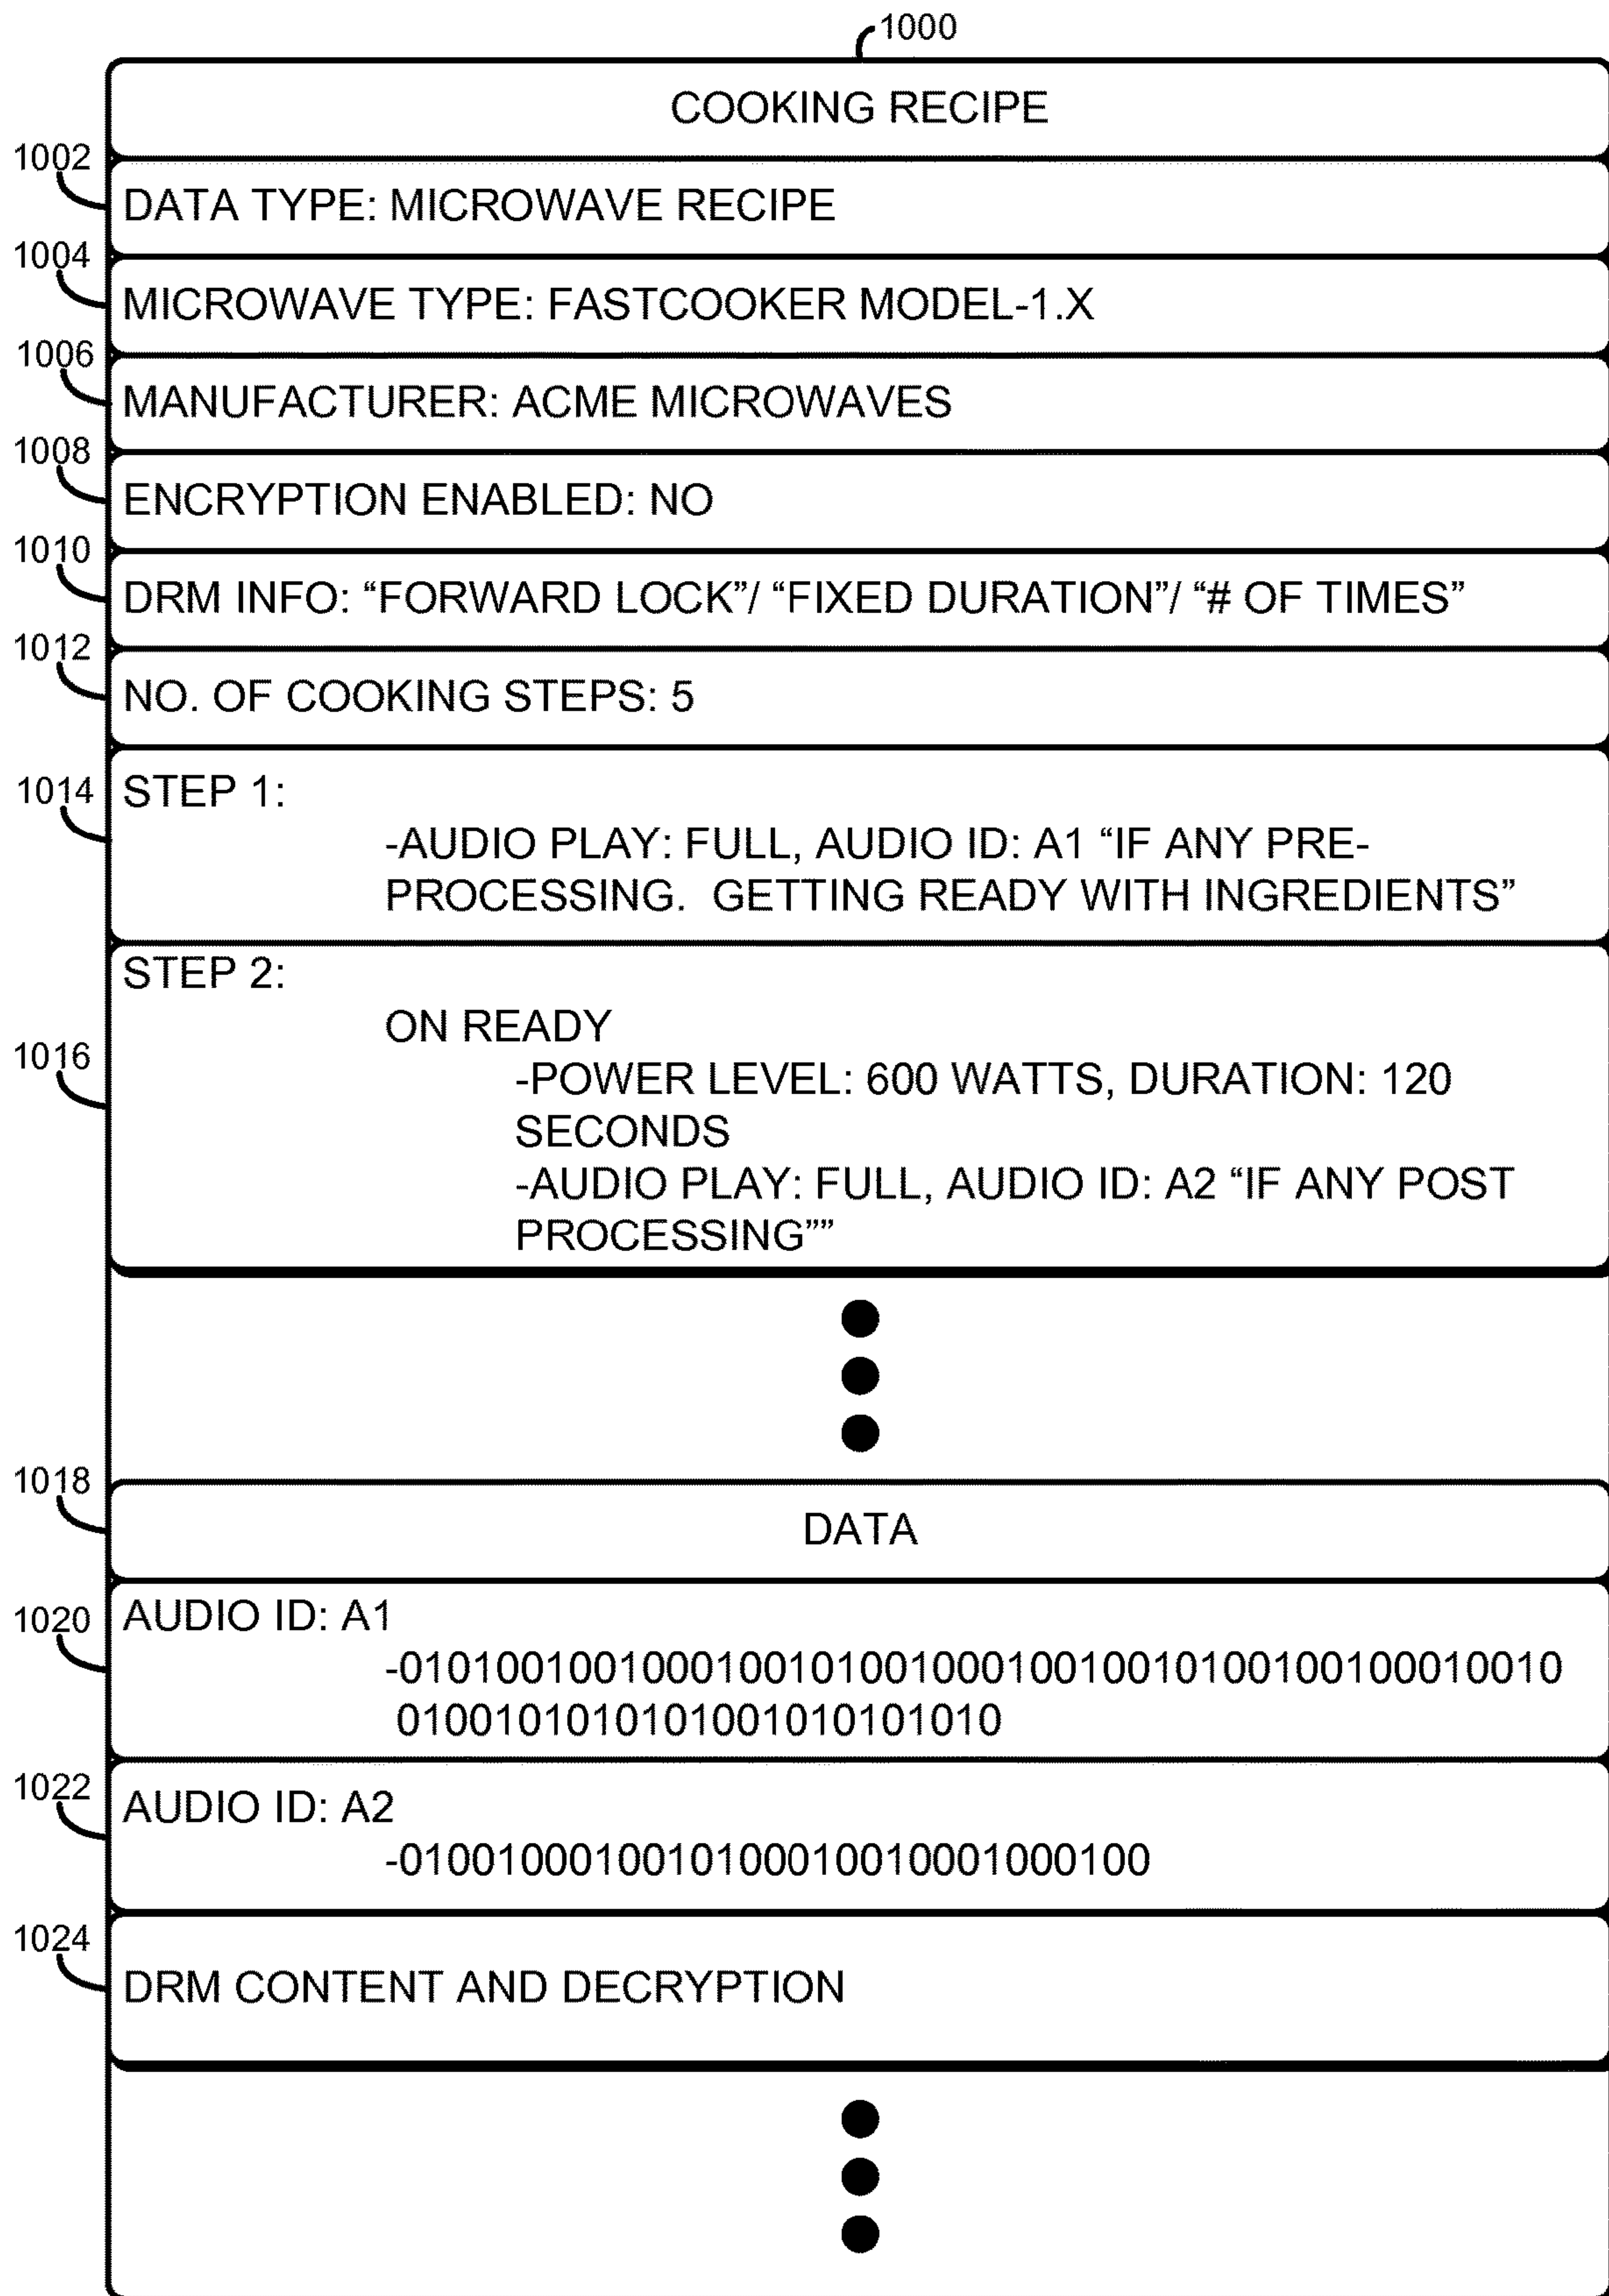 1000
COOKING RECIPE
1002
DATA TYPE: MICROWAVE RECIPE
1004
MICROWAVE TYPE: FASTCOOKER MODEL-1.X
1006
MANUFACTURER: ACME MICROWAVES
1008
ENCRYPTION ENABLED: NO
1010
DRM INFO: “FORWARD LOCK”/ “FIXED DURATION”/ “# OF TIMES”
1012
NO. OF COOKING STEPS: 5
1014
STEP 1:
-AUDIO PLAY: FULL, AUDIO ID: A1 “IF ANY PRE-
PROCESSING.  GETTING READY WITH INGREDIENTS”
STEP 2:
ON READY
1016
-POWER LEVEL: 600 WATTS, DURATION: 120
SECONDS
-AUDIO PLAY: FULL, AUDIO ID: A2 “IF ANY POST
PROCESSING””
1018
DATA
1020
AUDIO ID: A1
-010100100100010010100100010010010100100100010010
01001010101010010101010
1022
AUDIO ID: A2
-01001000100101000100100010001​00
1024
DRM CONTENT AND DECRYPTION